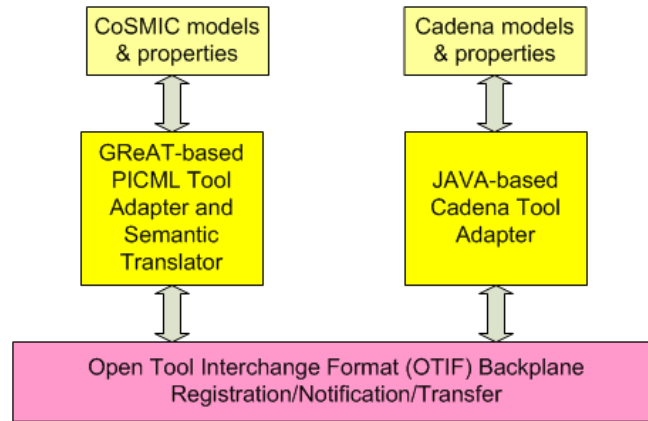 CoSMIC models
& properties
Cadena models
& properties
GReAT-based
PICML Tool
Adapter and
Semantic
Translator
JAVA-based
Cadena Tool
Adapter
Open Tool Interchange Format (OTIF) Backplane
Registration/Notification/Transfer